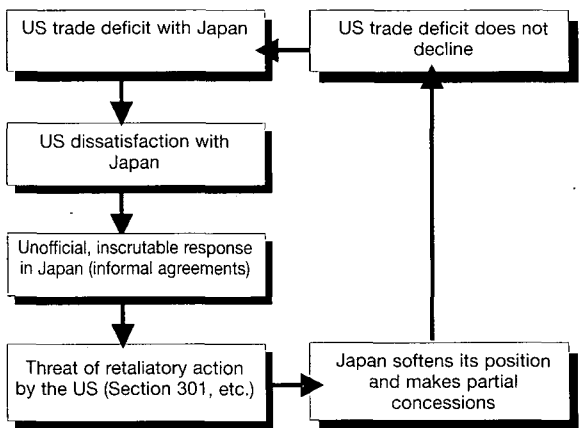 US trade deficit with Japan
US trade deficit does not
decline
US dissatisfaction with
Japan
Unofficial, inscrutable response
in Japan (informal agreements)
Threat of retaliatory action
by the US (Section 301, etc.)
Japan softens its position
and makes partial
concessions